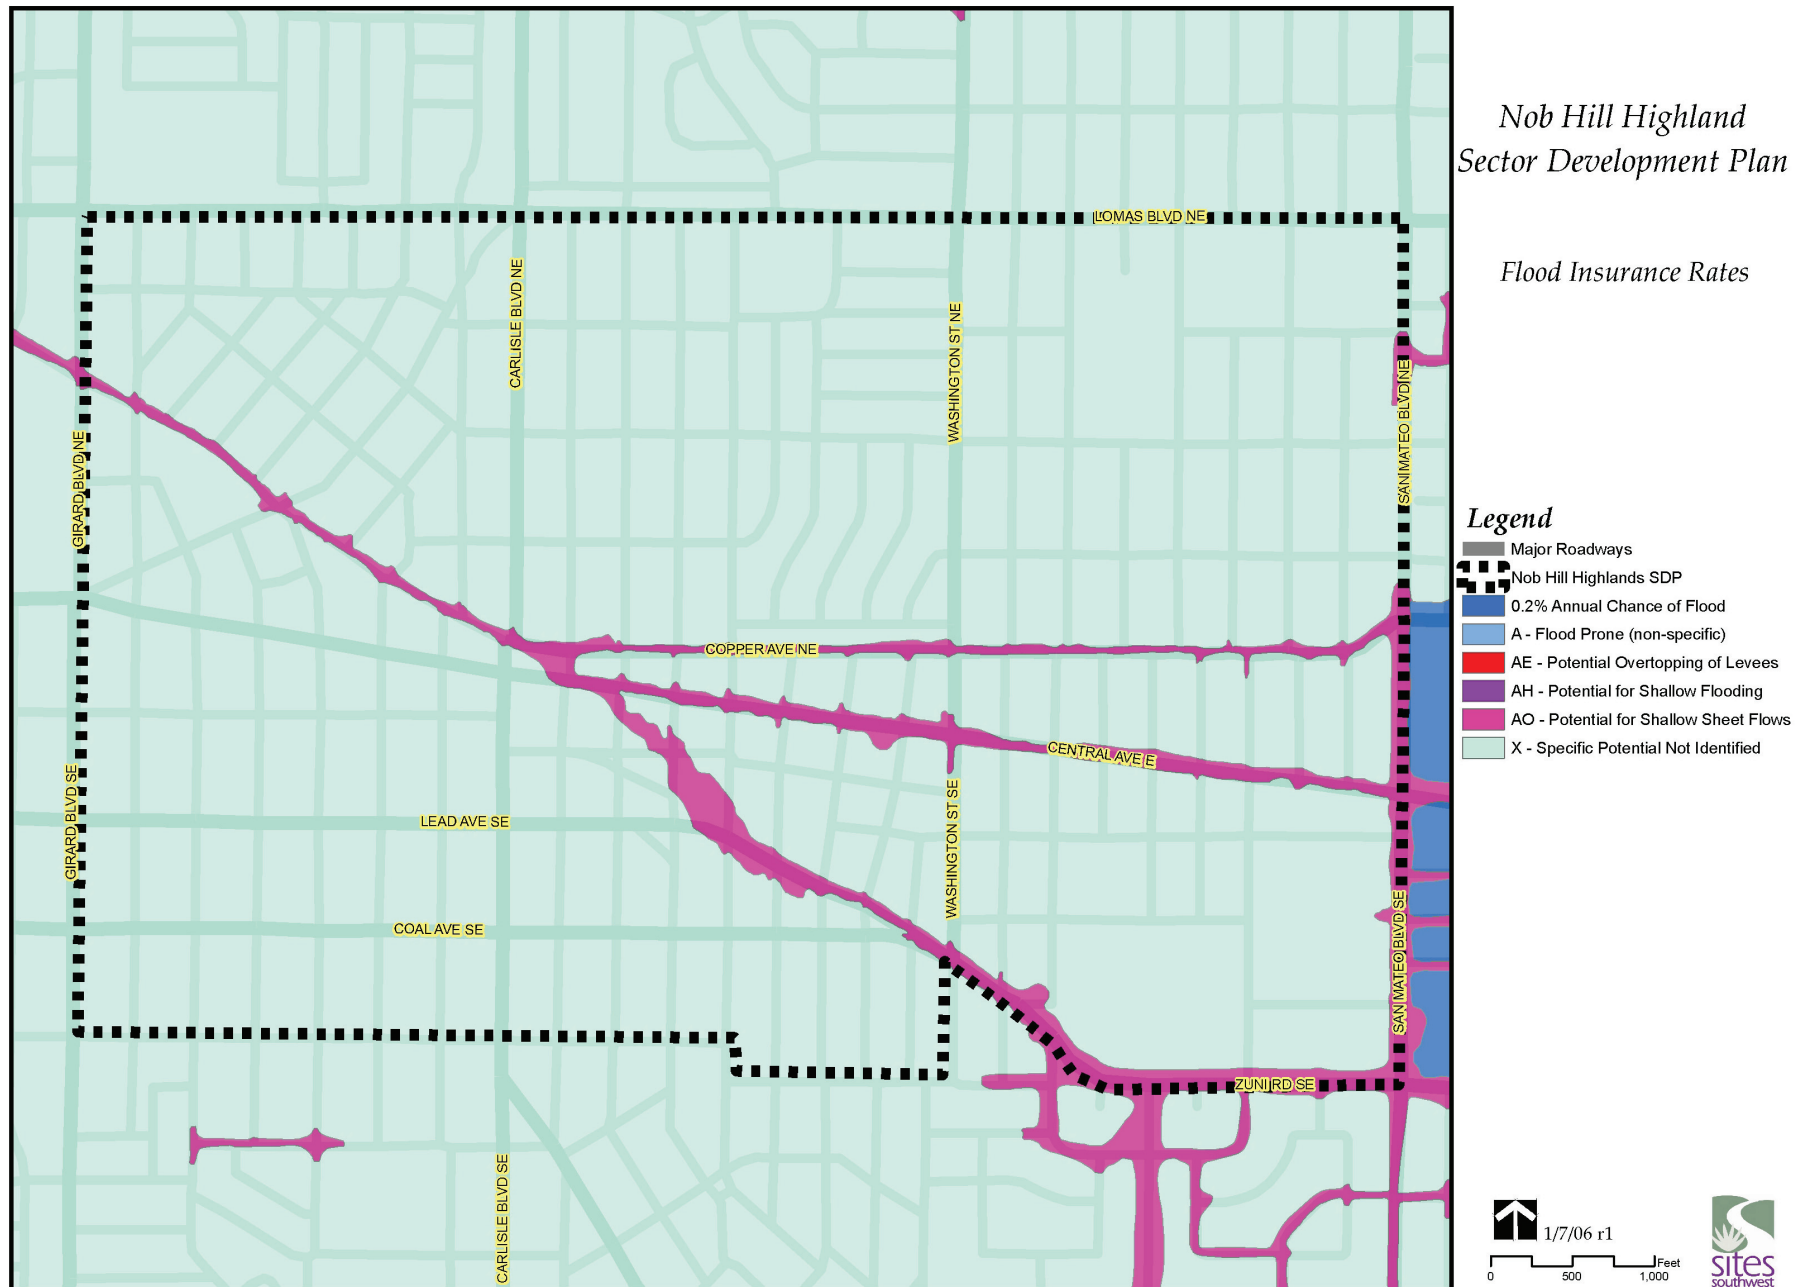 Nob Hill Highland
Sector Development Plan
Flood Insurance Rates
LOMAS BLVD NE
CARLISLE BLVD NE
WASHINGTON ST NE
SAN MATEO BLVD NE
GIRARD BLVD NE
COPPER AVE NE
CENTRAL AVE E
GIRARD BLVD SE
LEAD AVE SE
WASHINGTON ST SE
COAL AVE SE
SAN MATEO BLVD SE
ZUNI RD SE
CARLISLE BLVD SE
Legend
Major Roadways
Nob Hill Highlands SDP
0.2% Annual Chance of Flood
A - Flood Prone (non-specific)
AE - Potential Overtopping of Levees
AH - Potential for Shallow Flooding
AO - Potential for Shallow Sheet Flows
X - Specific Potential Not Identified
1/7/06 r1
Feet
0 500 1,000
sites
southwest